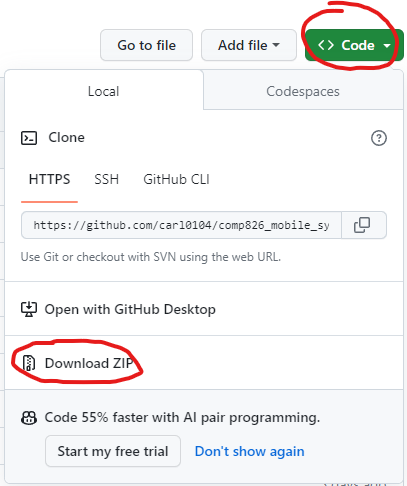 Go to file Add file Code
Local Codespaces
Clone
HTTPS SSH GitHub CLI
https://github.com/carl0104/comp826_mobile_sy
Use Git or checkout with SVN using the web URL.
Open with GitHub Desktop
Download ZIP
Code 55% faster with AI pair programming.
Start my free trial Don't show again